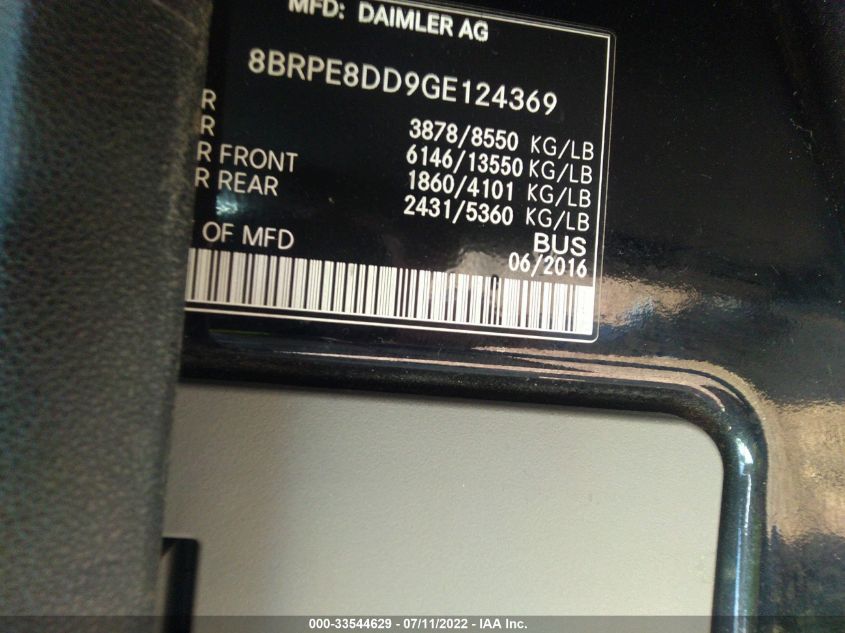 MFD: DAIMLER AG
8BRPE8DD9GE124369
R 3878/8550 KG/LB
R 6146/13550 KG/LB
R FRONT 1860/4101 KG/LB
R REAR 2431/5360 KG/LB
BUS
OF MFD 06/2016
000-33544629 - 07/11/2022 - IAA Inc.